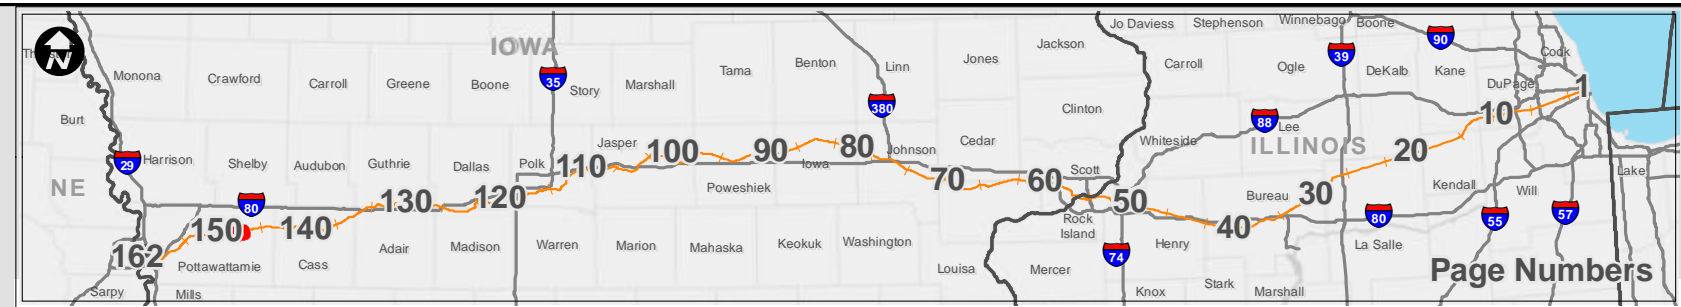 Jo Daviess Stephenson Winnebago Boone
IOWA Jackson 90 Cook
N
Monona Crawford Carroll Greene Boone 35 Story Marshall Tama Benton Linn Jones Carroll Ogle 39 DeKalb Kane DuPage 1
Burt 380 Clinton 88 Lee 10
29 Harrison Shelby Audubon Guthrie Dallas Polk 110 Jasper 100 90 80 Iowa Johnson Cedar Whiteside ILLINOIS 20
NE 80 130 120 Poweshiek 70 60 Scott 50 Bureau 30 Kendall Will Lake
162 150 140 Adair Madison Warren Marion Mahaska Keokuk Washington Rock
Island Henry 40 La Salle 80 55 57
Pottawattamie Cass Louisa Mercer 74 Stark Page Numbers
Sarpy Mills Knox Marshall